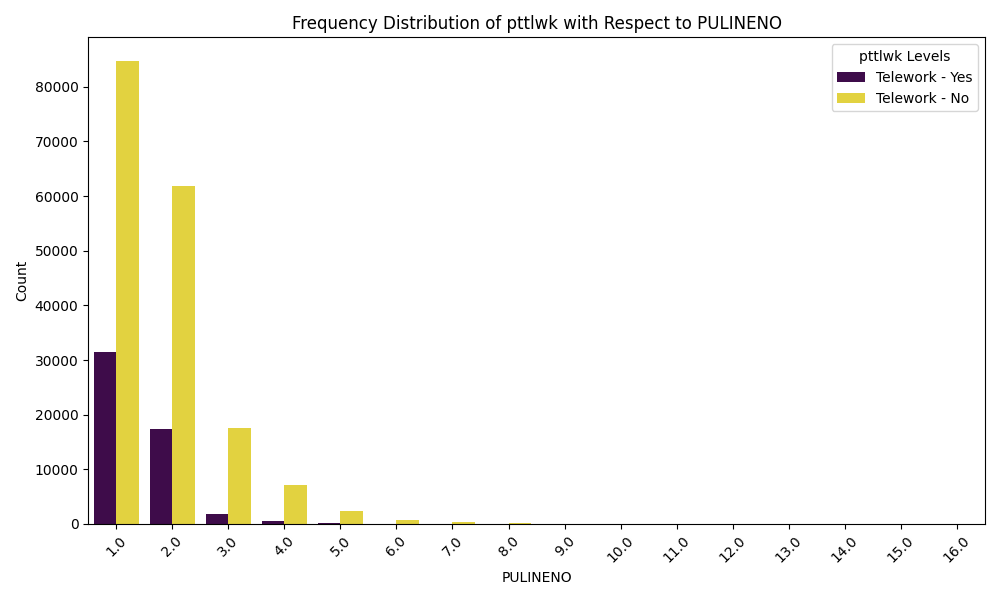 Frequency Distribution of pttlwk with Respect to PULINENO
pttlwk Levels
Telework - Yes
Telework - No
Count
80000
70000
60000
50000
40000
30000
20000
10000
0
1.0 2.0 3.0 4.0 5.0 6.0 7.0 8.0 9.0 10.0 11.0 12.0 13.0 14.0 15.0 16.0
PULINENO